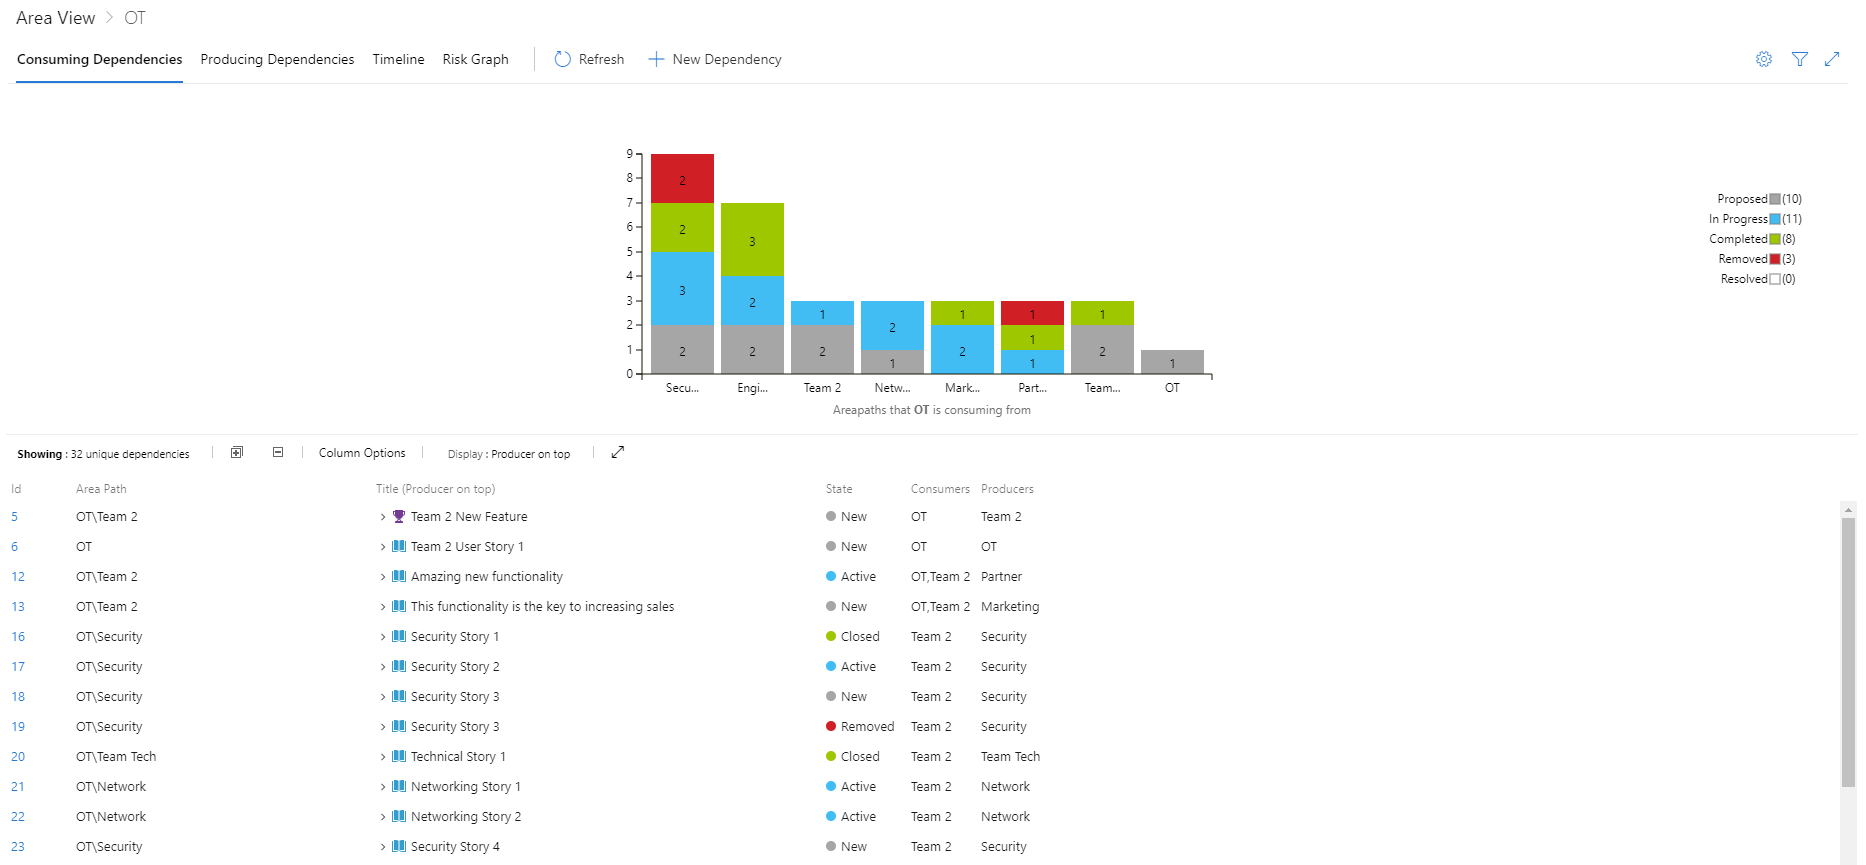 Area View > OT
Consuming Dependencies Producing Dependencies Timeline Risk Graph Refresh New Dependency
9
8
7
6
5
4
3
2
1
0
2
2
3
2
3
2
2
1
2
2
1
1
2
1
1
1
1
2
1
Secu... Engi... Team 2 Netw... Mark... Part... Team... OT
Areapaths that OT is consuming from
Proposed (10)
In Progress (11)
Completed (8)
Removed (3)
Resolved (0)
Showing : 32 unique dependencies Column Options Display : Producer on top
Id Area Path Title (Producer on top) State Consumers Producers
5 OT\Team 2 > Team 2 New Feature New OT Team 2
6 OT > Team 2 User Story 1 New OT OT
12 OT\Team 2 > Amazing new functionality Active OT,Team 2 Partner
13 OT\Team 2 > This functionality is the key to increasing sales New OT,Team 2 Marketing
16 OT\Security > Security Story 1 Closed Team 2 Security
17 OT\Security > Security Story 2 Active Team 2 Security
18 OT\Security > Security Story 3 New Team 2 Security
19 OT\Security > Security Story 3 Removed Team 2 Security
20 OT\Team Tech > Technical Story 1 Closed Team 2 Team Tech
21 OT\Network > Networking Story 1 Active Team 2 Network
22 OT\Network > Networking Story 2 Active Team 2 Network
23 OT\Security > Security Story 4 New Team 2 Security